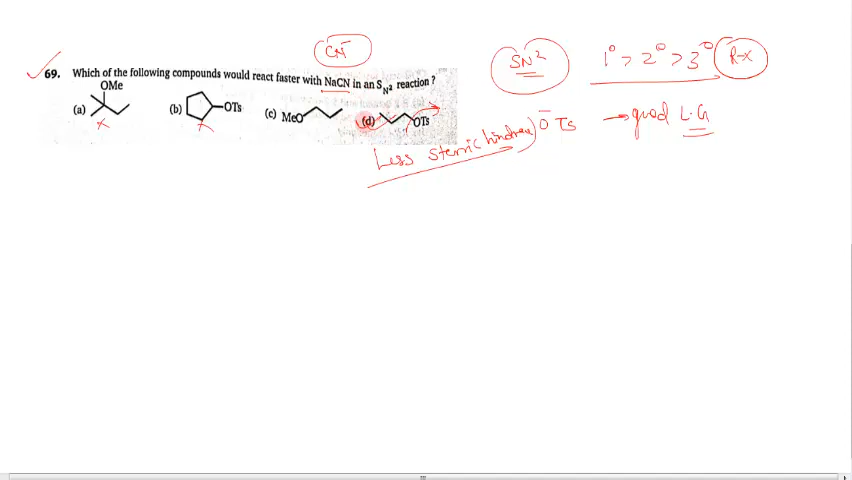 CN⁻
SN² 1° > 2° > 3° R-X
69. Which of the following compounds would react faster with NaCN in an SN2 reaction ?
OMe
(a) (b) OTs (c) MeO (d) OTs
ŌTs → good L.G
Less steric hindrance